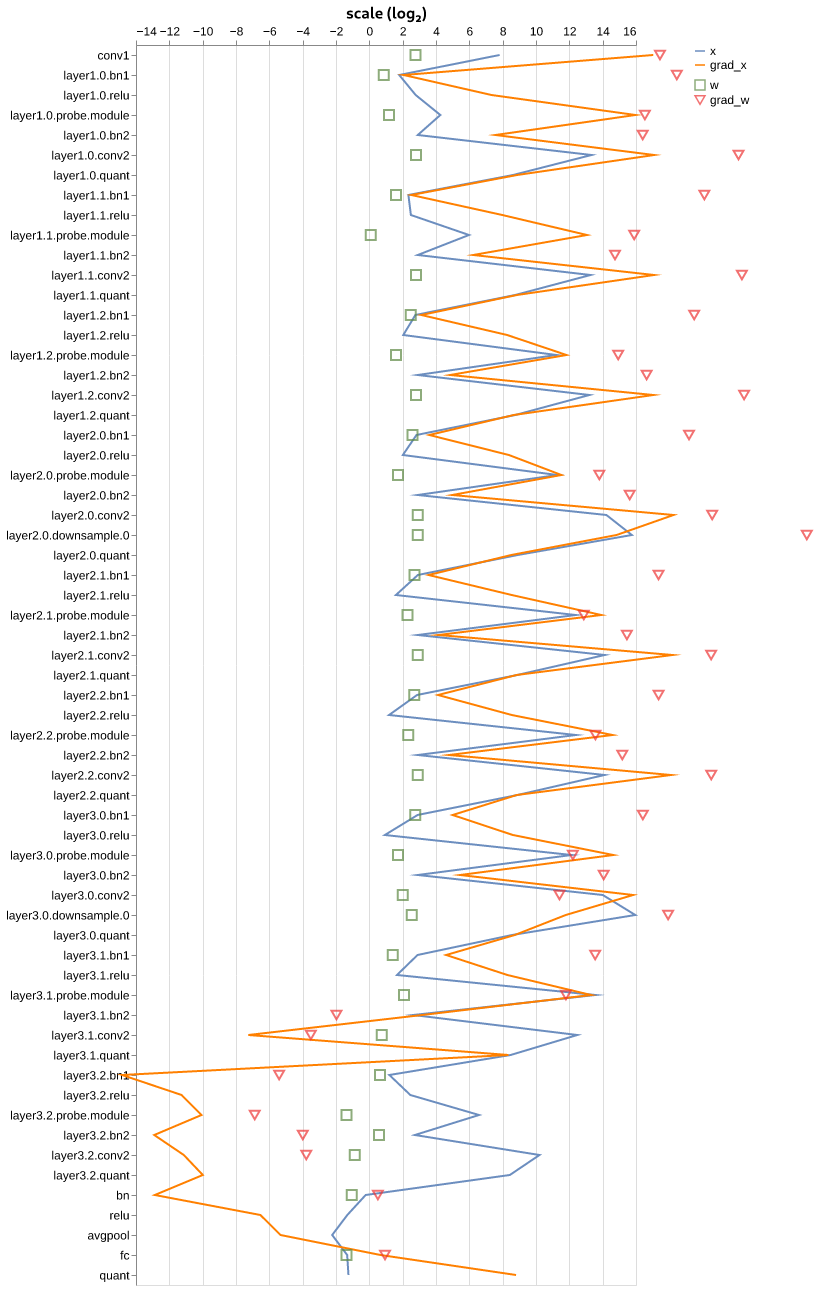 scale (log₂)
−14 −12 −10 −8 −6 −4 −2 0 2 4 6 8 10 12 14 16
x
grad_x
w
grad_w
conv1
layer1.0.bn1
layer1.0.relu
layer1.0.probe.module
layer1.0.bn2
layer1.0.conv2
layer1.0.quant
layer1.1.bn1
layer1.1.relu
layer1.1.probe.module
layer1.1.bn2
layer1.1.conv2
layer1.1.quant
layer1.2.bn1
layer1.2.relu
layer1.2.probe.module
layer1.2.bn2
layer1.2.conv2
layer1.2.quant
layer2.0.bn1
layer2.0.relu
layer2.0.probe.module
layer2.0.bn2
layer2.0.conv2
layer2.0.downsample.0
layer2.0.quant
layer2.1.bn1
layer2.1.relu
layer2.1.probe.module
layer2.1.bn2
layer2.1.conv2
layer2.1.quant
layer2.2.bn1
layer2.2.relu
layer2.2.probe.module
layer2.2.bn2
layer2.2.conv2
layer2.2.quant
layer3.0.bn1
layer3.0.relu
layer3.0.probe.module
layer3.0.bn2
layer3.0.conv2
layer3.0.downsample.0
layer3.0.quant
layer3.1.bn1
layer3.1.relu
layer3.1.probe.module
layer3.1.bn2
layer3.1.conv2
layer3.1.quant
layer3.2.bn1
layer3.2.relu
layer3.2.probe.module
layer3.2.bn2
layer3.2.conv2
layer3.2.quant
bn
relu
avgpool
fc
quant